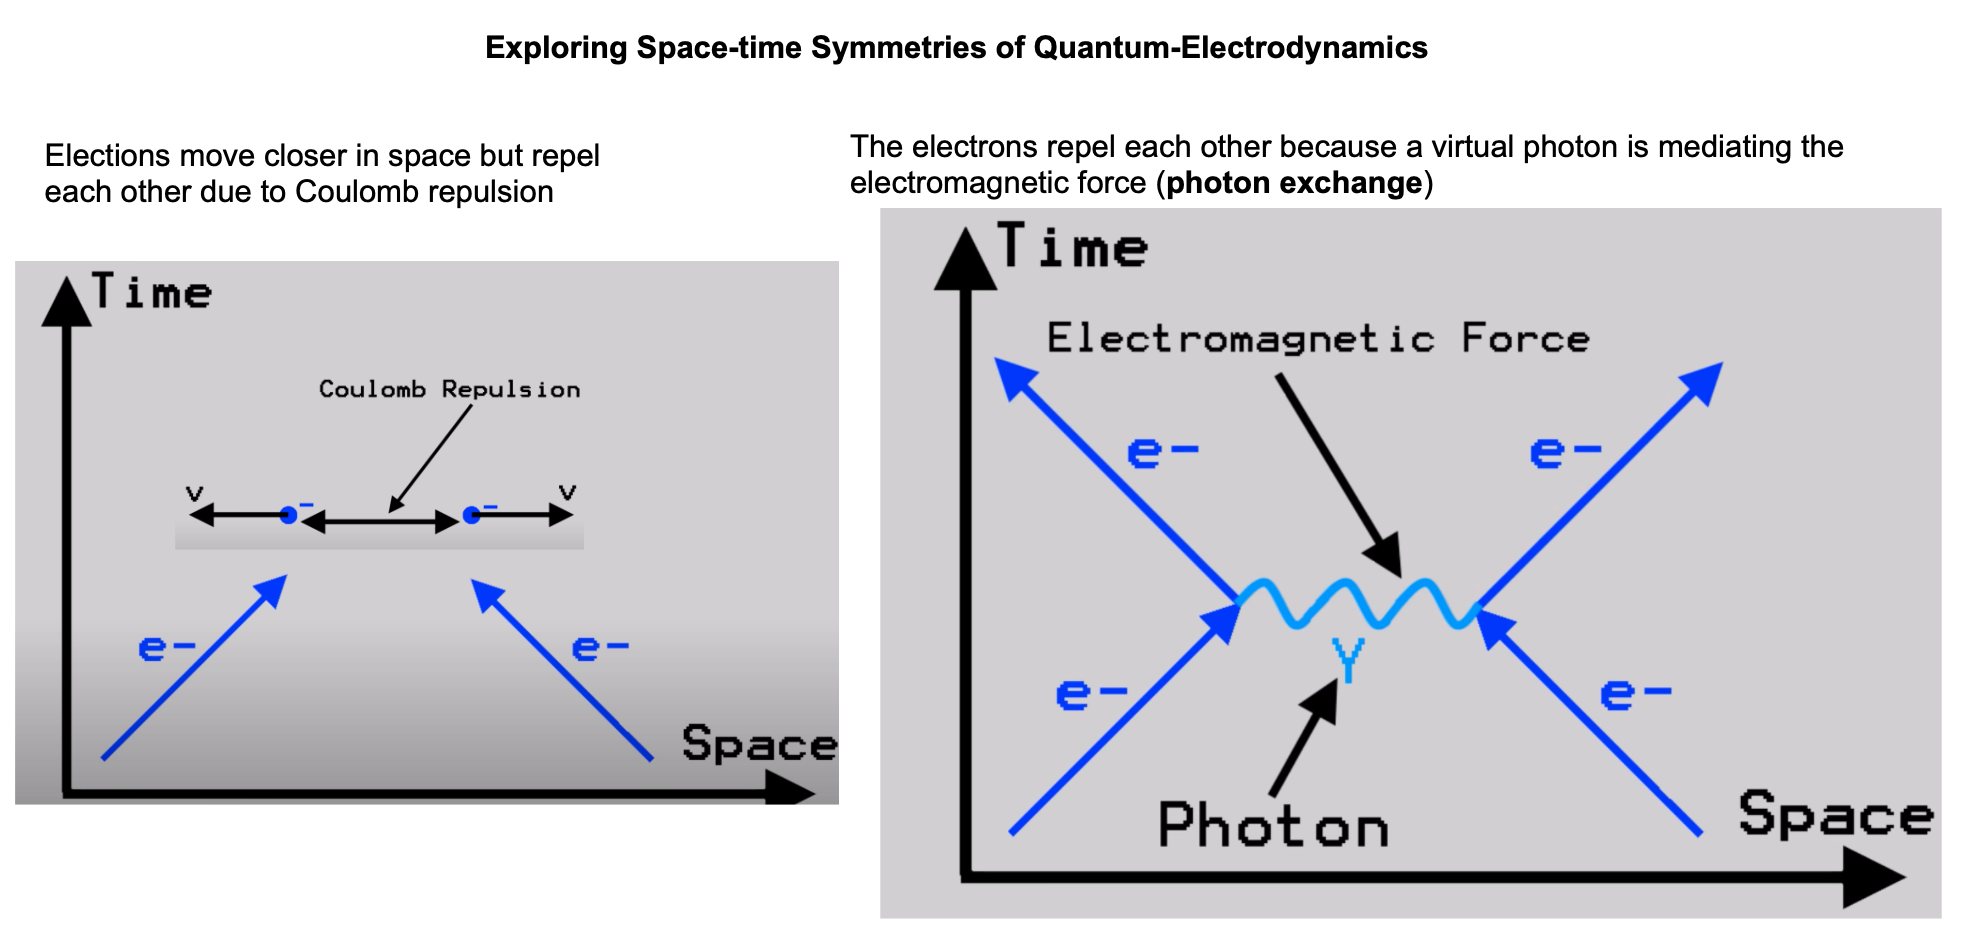 Exploring Space-time Symmetries of Quantum-Electrodynamics
Elections move closer in space but repel
each other due to Coulomb repulsion
Time
Coulomb Repulsion
v
v
-
-
e-
e-
Space
The electrons repel each other because a virtual photon is mediating the
electromagnetic force (photon exchange)
Time
Electromagnetic Force
e-
e-
γ
e-
e-
Photon
Space